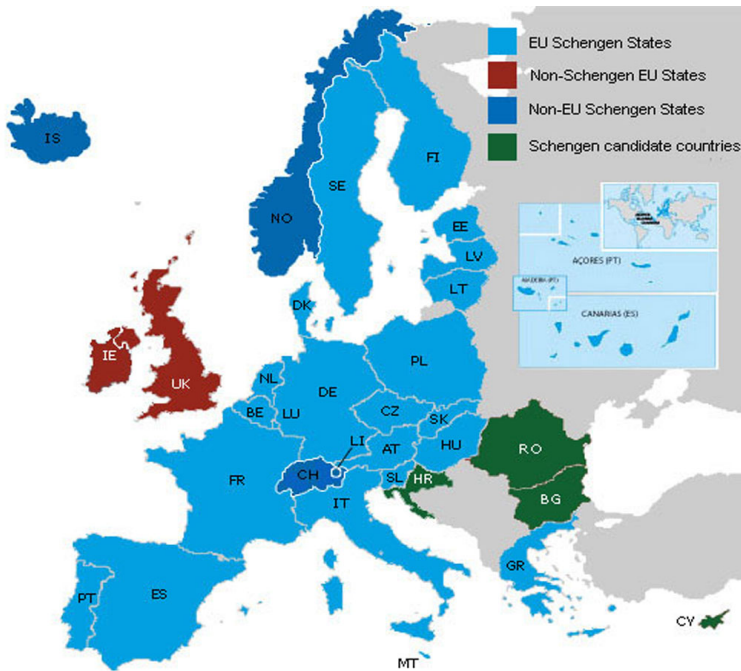 EU Schengen States
Non-Schengen EU States
Non-EU Schengen States
Schengen candidate countries
IS
FI
SE
NO
EE
LV
LT
AÇORES (PT)
MADEIRA (PT)
CANARIAS (ES)
DK
IE
UK
NL
DE
PL
BE
LU
CZ
SK
LI
AT
HU
RO
FR
CH
SL
HR
IT
BG
GR
PT
ES
CY
MT